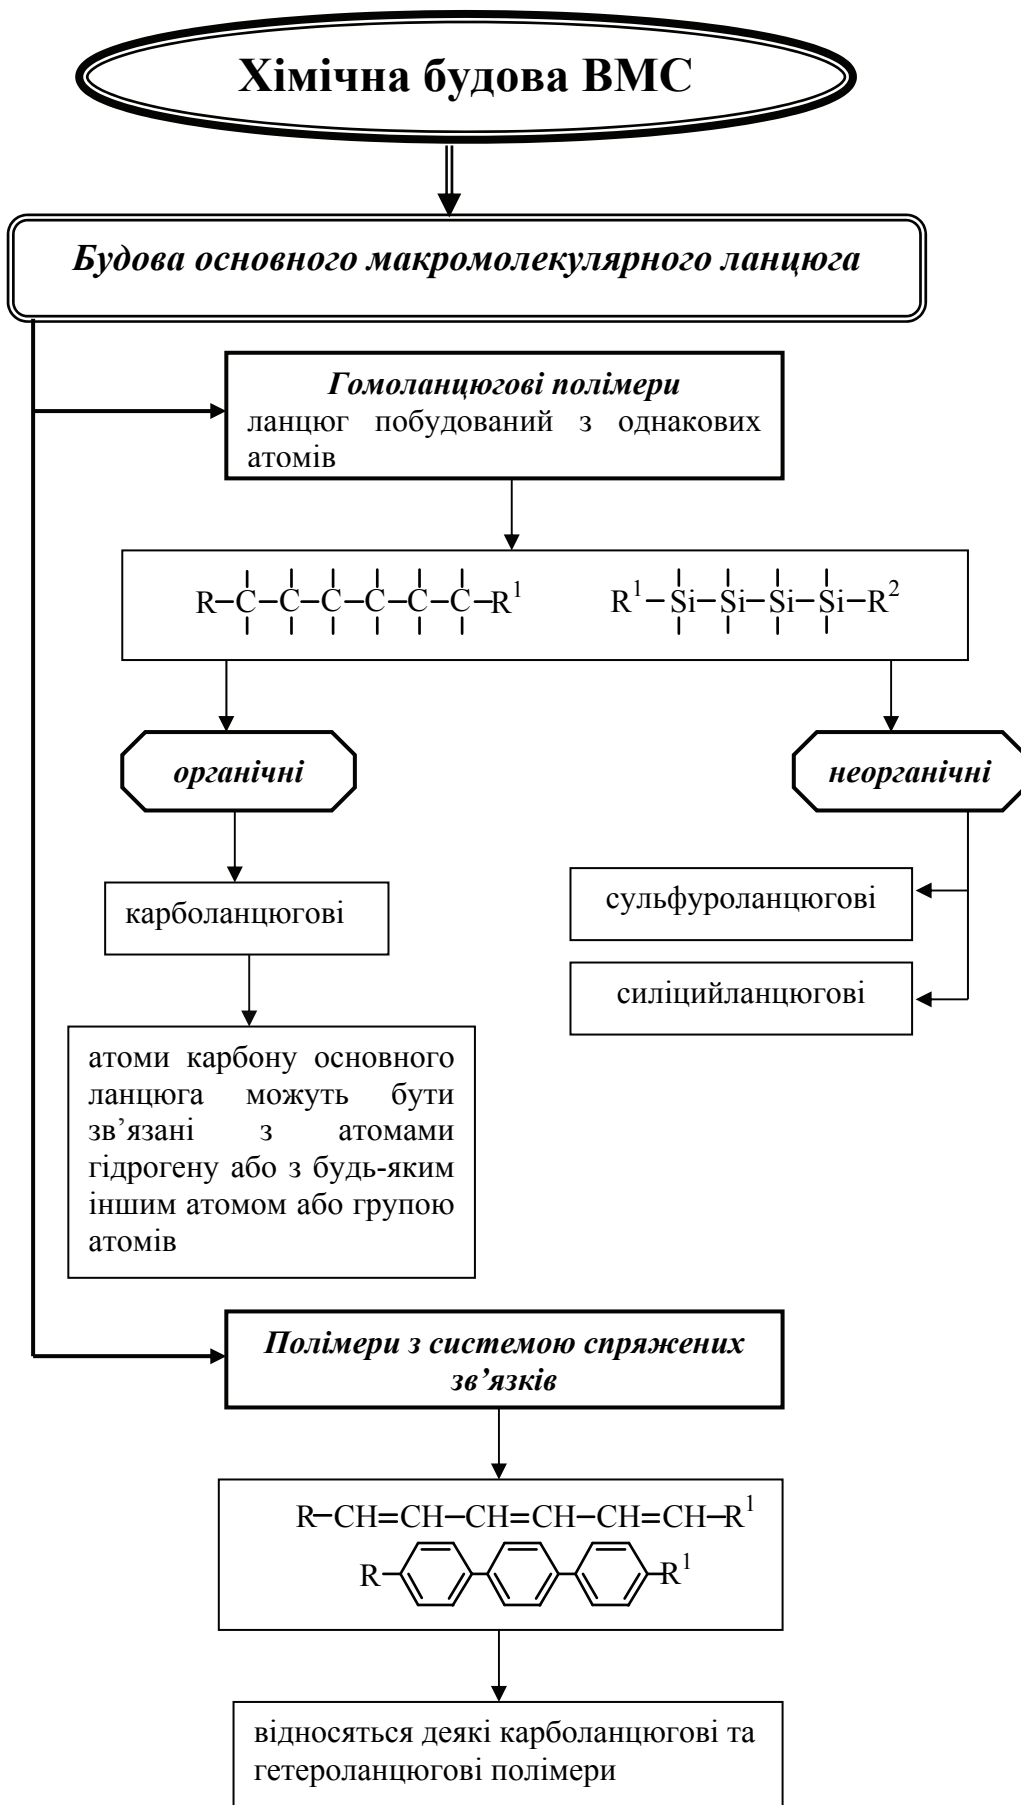 Хімічна будова ВМС
Будова основного макромолекулярного ланцюга
Гомоланцюгові полімери
ланцюг побудований з однакових
атомів
R–C–C–C–C–C–C–R¹
R¹–Si–Si–Si–Si–R²
органічні
неорганічні
карболанцюгові
сульфуроланцюгові
силіцийланцюгові
атоми карбону основного
ланцюга можуть бути
зв’язані з атомами
гідрогену або з будь-яким
іншим атомом або групою
атомів
Полімери з системою спряжених
зв’язків
R–CH=CH–CH=CH–CH=CH–R¹
R R¹
відносяться деякі карболанцюгові та
гетероланцюгові полімери